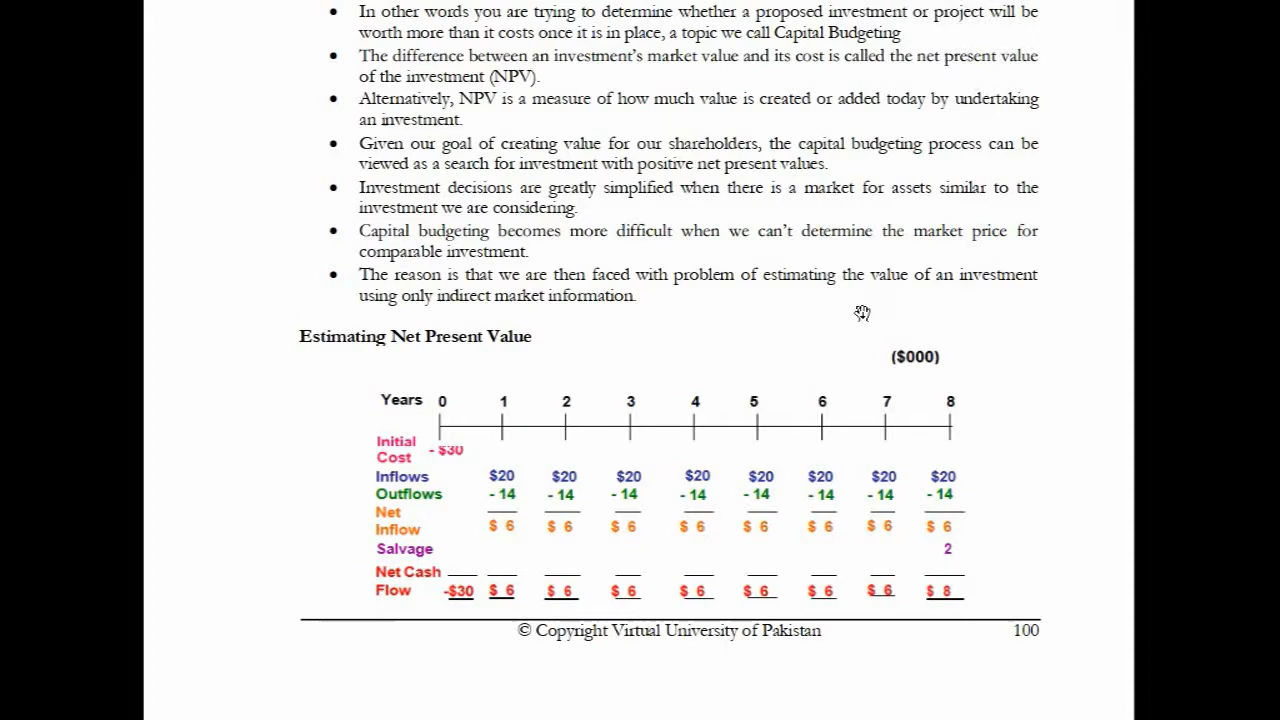 • In other words you are trying to determine whether a proposed investment or project will be
worth more than it costs once it is in place, a topic we call Capital Budgeting
• The difference between an investment's market value and its cost is called the net present value
of the investment (NPV).
• Alternatively, NPV is a measure of how much value is created or added today by undertaking
an investment.
• Given our goal of creating value for our shareholders, the capital budgeting process can be
viewed as a search for investment with positive net present values.
• Investment decisions are greatly simplified when there is a market for assets similar to the
investment we are considering.
• Capital budgeting becomes more difficult when we can't determine the market price for
comparable investment.
• The reason is that we are then faced with problem of estimating the value of an investment
using only indirect market information.
Estimating Net Present Value
($000)
Years 0 1 2 3 4 5 6 7 8
Initial
Cost - $30
Inflows $20 $20 $20 $20 $20 $20 $20 $20
Outflows - 14 - 14 - 14 - 14 - 14 - 14 - 14 - 14
Net
Inflow $ 6 $ 6 $ 6 $ 6 $ 6 $ 6 $ 6 $ 6
Salvage 2
Net Cash
Flow -$30 $ 6 $ 6 $ 6 $ 6 $ 6 $ 6 $ 6 $ 8
© Copyright Virtual University of Pakistan 100